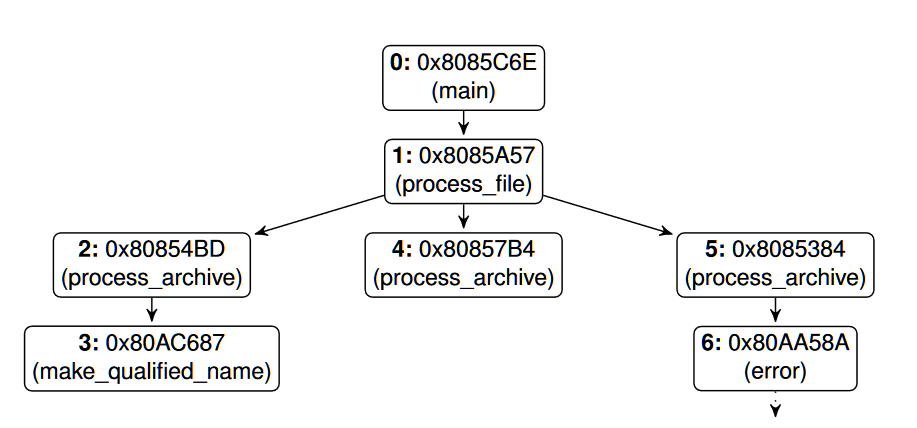 0: 0x8085C6E
(main)
1: 0x8085A57
(process_file)
2: 0x80854BD
(process_archive)
4: 0x80857B4
(process_archive)
5: 0x8085384
(process_archive)
3: 0x80AC687
(make_qualified_name)
6: 0x80AA58A
(error)